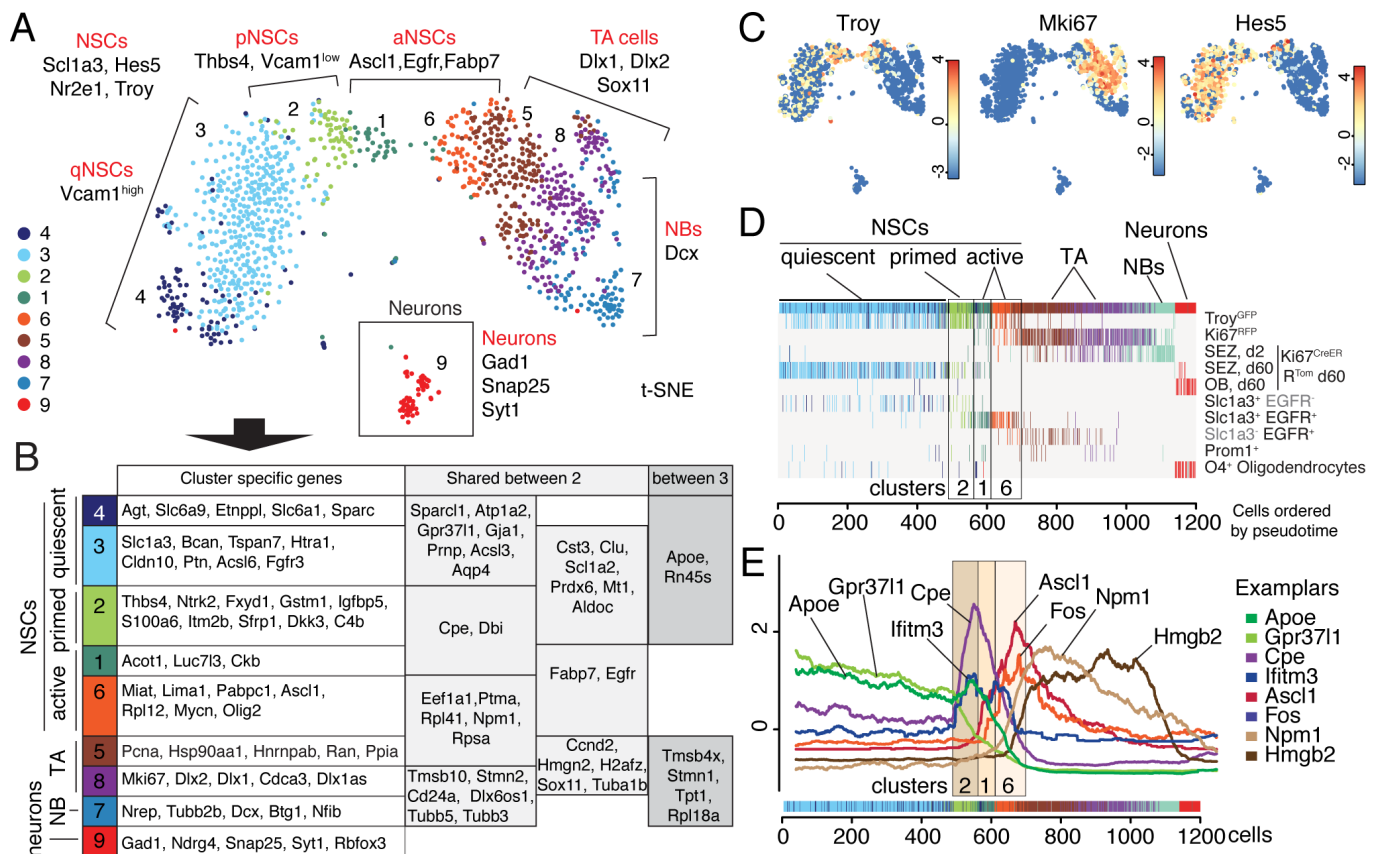 A
NSCs
Scl1a3, Hes5
Nr2e1, Troy
pNSCs
Thbs4, Vcam1low
aNSCs
Ascl1,Egfr,Fabp7
TA cells
Dlx1, Dlx2
Sox11
qNSCs
Vcam1high
3
2
1
6
5
8
4
7
9
4
3
2
1
6
5
8
7
9
NBs
Dcx
Neurons
Neurons
Gad1
Snap25
Syt1
t-SNE
B
Cluster specific genes
Shared between 2
between 3
NSCs
quiescent
primed
active
TA
NB
neurons
4
Agt, Slc6a9, Etnppl, Slc6a1, Sparc
3
Slc1a3, Bcan, Tspan7, Htra1,
Cldn10, Ptn, Acsl6, Fgfr3
2
Thbs4, Ntrk2, Fxyd1, Gstm1, Igfbp5,
S100a6, Itm2b, Sfrp1, Dkk3, C4b
1
Acot1, Luc7l3, Ckb
6
Miat, Lima1, Pabpc1, Ascl1,
Rpl12, Mycn, Olig2
5
Pcna, Hsp90aa1, Hnrnpab, Ran, Ppia
8
Mki67, Dlx2, Dlx1, Cdca3, Dlx1as
7
Nrep, Tubb2b, Dcx, Btg1, Nfib
9
Gad1, Ndrg4, Snap25, Syt1, Rbfox3
Sparcl1, Atp1a2,
Gpr37l1, Gja1,
Prnp, Acsl3,
Aqp4
Cpe, Dbi
Eef1a1,Ptma,
Rpl41, Npm1,
Rpsa
Tmsb10, Stmn2,
Cd24a, Dlx6os1,
Tubb5, Tubb3
Cst3, Clu,
Scl1a2,
Prdx6, Mt1,
Aldoc
Fabp7, Egfr
Ccnd2,
Hmgn2, H2afz,
Sox11, Tuba1b
Apoe,
Rn45s
Tmsb4x,
Stmn1,
Tpt1,
Rpl18a
C
Troy
4
0
-3
Mki67
4
0
-2
Hes5
4
0
-2
D
NSCs
quiescent
primed
active
TA
NBs
Neurons
TroyGFP
Ki67RFP
SEZ, d2
SEZ, d60
OB, d60
Ki67CreER
RTom d60
Slc1a3+ EGFR-
Slc1a3+ EGFR+
Slc1a3- EGFR+
Prom1+
O4+ Oligodendrocytes
clusters 2 1 6
0 200 400 600 800 1000 1200
Cells ordered
by pseudotime
E
2
0
Apoe
Gpr37l1
Cpe
Ifitm3
Ascl1
Fos
Npm1
Hmgb2
clusters 2 1 6
0 200 400 600 800 1000 1200 cells
Examplars
Apoe
Gpr37l1
Cpe
Ifitm3
Ascl1
Fos
Npm1
Hmgb2